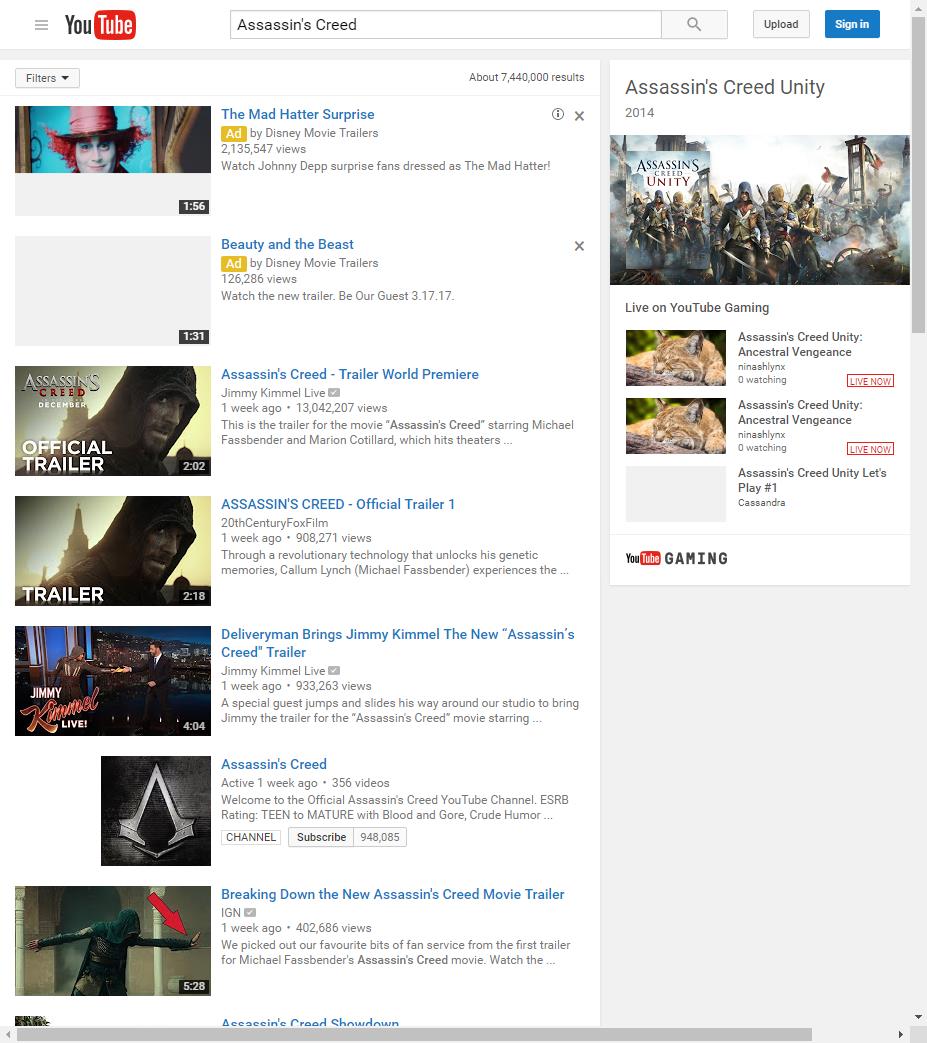 YouTube
Assassin's Creed
Upload
Sign in
Filters
About 7,440,000 results
The Mad Hatter Surprise
Ad by Disney Movie Trailers
2,135,547 views
Watch Johnny Depp surprise fans dressed as The Mad Hatter!
1:56
Beauty and the Beast
Ad by Disney Movie Trailers
126,286 views
Watch the new trailer. Be Our Guest 3.17.17.
1:31
ASSASSIN'S
CREED
DECEMBER
OFFICIAL
TRAILER
2:02
Assassin's Creed - Trailer World Premiere
Jimmy Kimmel Live
1 week ago • 13,042,207 views
This is the trailer for the movie “Assassin's Creed” starring Michael
Fassbender and Marion Cotillard, which hits theaters ...
TRAILER
2:18
ASSASSIN'S CREED - Official Trailer 1
20thCenturyFoxFilm
1 week ago • 908,271 views
Through a revolutionary technology that unlocks his genetic
memories, Callum Lynch (Michael Fassbender) experiences the ...
JIMMY
Kimmel
LIVE!
4:04
Deliveryman Brings Jimmy Kimmel The New “Assassin’s
Creed" Trailer
Jimmy Kimmel Live
1 week ago • 933,263 views
A special guest jumps and slides his way around our studio to bring
Jimmy the trailer for the “Assassin's Creed” movie starring ...
Assassin's Creed
Active 1 week ago • 356 videos
Welcome to the Official Assassin's Creed YouTube Channel. ESRB
Rating: TEEN to MATURE with Blood and Gore, Crude Humor ...
CHANNEL
Subscribe 948,085
5:28
Breaking Down the New Assassin's Creed Movie Trailer
IGN
1 week ago • 402,686 views
We picked out our favourite bits of fan service from the first trailer
for Michael Fassbender's Assassin's Creed movie. Watch the ...
Assassin's Creed Showdown
Assassin's Creed Unity
2014
ASSASSIN'S
CREED
UNITY
Live on YouTube Gaming
Assassin's Creed Unity:
Ancestral Vengeance
ninashlynx
0 watching
LIVE NOW
Assassin's Creed Unity:
Ancestral Vengeance
ninashlynx
0 watching
LIVE NOW
Assassin's Creed Unity Let's
Play #1
Cassandra
YouTube GAMING